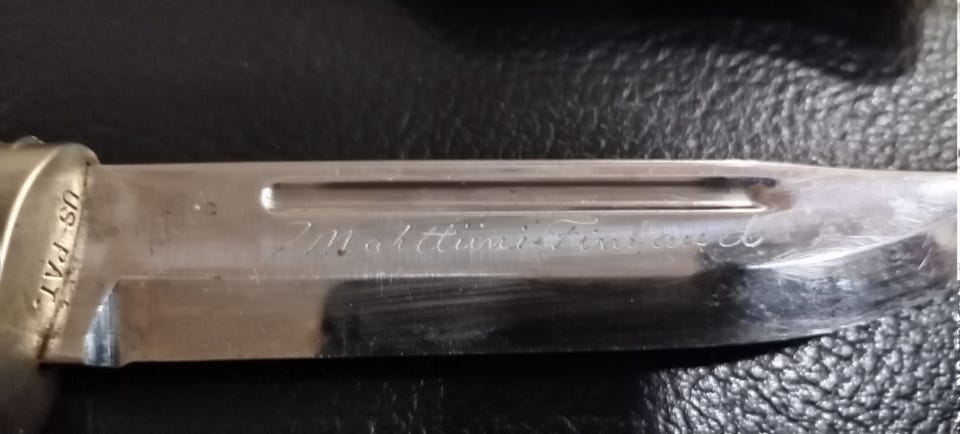 US PAT.
J Marttiini Finland